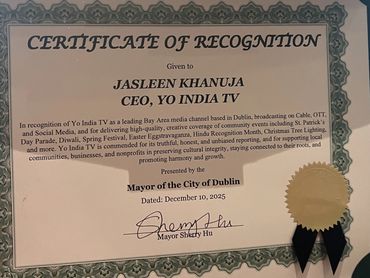 CERTIFICATE OF RECOGNITION
Given to
JASLEEN KHANUJA
CEO, YO INDIA TV
In recognition of Yo India TV as a leading Bay Area media channel based in Dublin, broadcasting on Cable, OTT,
and Social Media, and for delivering high-quality, creative coverage of community events including St. Patrick's
Day Parade, Diwali, Spring Festival, Easter Eggstravaganza, Hindu Recognition Month, Christmas Tree Lighting,
and more. Yo India TV is commended for its truthful, honest, and unbiased reporting, and for supporting local
communities, businesses, and nonprofits in preserving cultural integrity, staying connected to their roots, and
promoting harmony and growth.
Presented by the
Mayor of the City of Dublin
Dated: December 10, 2025
Sherry Hu
Mayor Sherry Hu